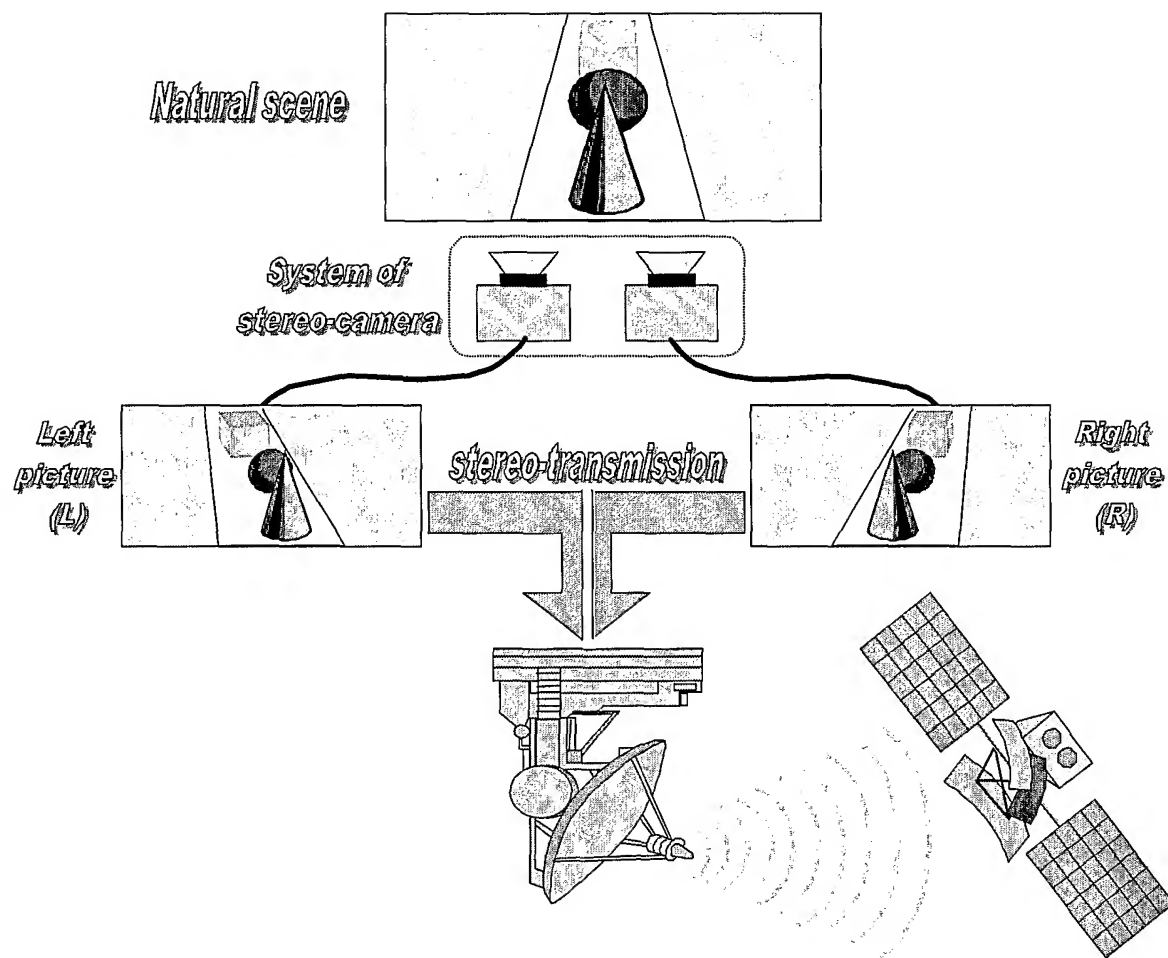 Natural scene
System of
stereo-camera
Left
picture
(L)
stereo-transmission
Right
picture
(R)